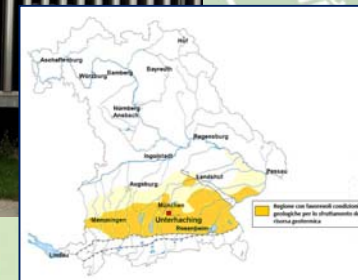 Hof
Aschaffenburg
Bamberg
Bayreuth
Würzburg
Nürnberg
Ansbach
Regensburg
Ingolstadt
Passau
Landshut
Augsburg
München
Unterhaching
Memmingen
Rosenheim
Lindau
Regione con favorevoli condizioni
geologiche per lo sfruttamento di
risorsa geotermica